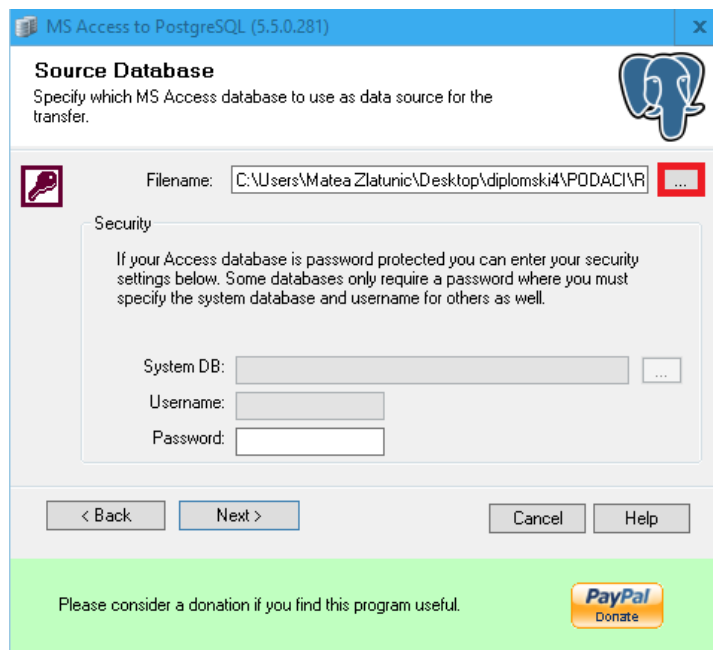 MS Access to PostgreSQL (5.5.0.281)
x
Source Database
Specify which MS Access database to use as data source for the
transfer.
Filename: C:\Users\Matea Zlatunic\Desktop\diplomski4\PODACI\R ...
Security
If your Access database is password protected you can enter your security
settings below. Some databases only require a password where you must
specify the system database and username for others as well.
System DB: ...
Username:
Password:
< Back Next > Cancel Help
Please consider a donation if you find this program useful.
PayPal
Donate